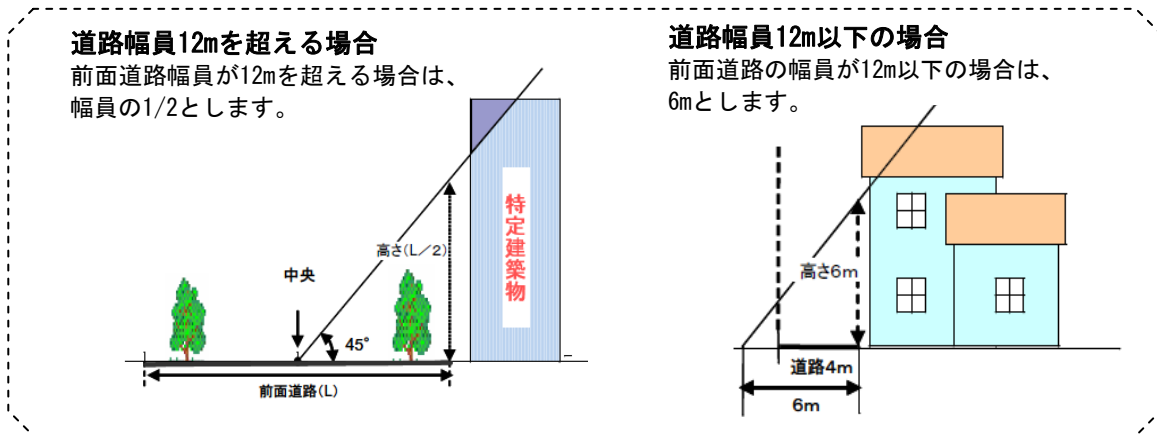 道路幅員12mを超える場合
前面道路幅員が12mを超える場合は、
幅員の1/2とします。
高さ(L/2)
特定建築物
中央
45°
前面道路(L)
道路幅員12m以下の場合
前面道路の幅員が12m以下の場合は、
6mとします。
高さ6m
道路4m
6m